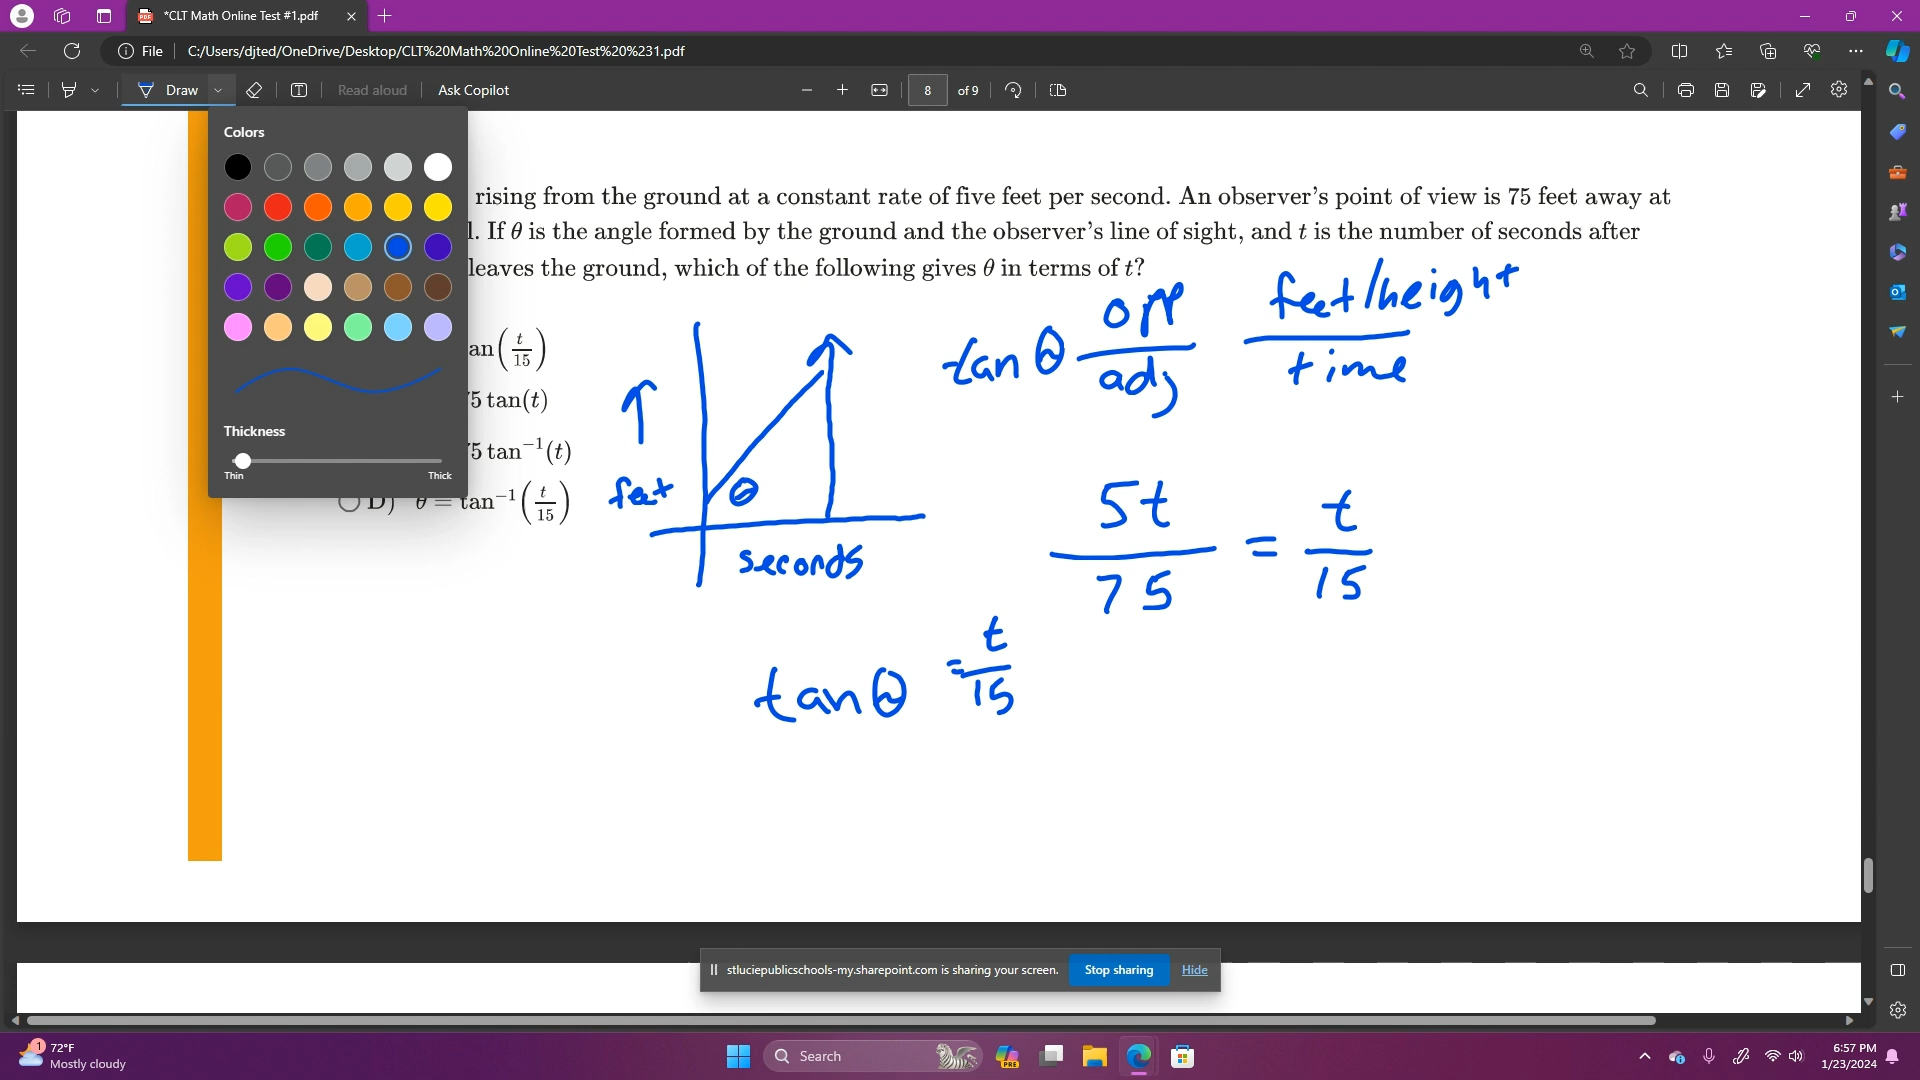 *CLT Math Online Test #1.pdf
File C:/Users/djted/OneDrive/Desktop/CLT%20Math%20Online%20Test%20%231.pdf
Draw Read aloud Ask Copilot 8 of 9
Colors
rising from the ground at a constant rate of five feet per second. An observer's point of view is 75 feet away at
l. If θ is the angle formed by the ground and the observer's line of sight, and t is the number of seconds after
leaves the ground, which of the following gives θ in terms of t?
an(t/15)
5 tan(t)
5 tan⁻¹(t)
D) θ = tan⁻¹(t/15)
Thickness
Thin Thick
tan θ opp/adj feet/height
time
feet
θ
seconds
5t/75 = t/15
tan θ = t/15
stluciepublicschools-my.sharepoint.com is sharing your screen. Stop sharing Hide
1 72°F
Mostly cloudy
Search
PRE
6:57 PM
1/23/2024